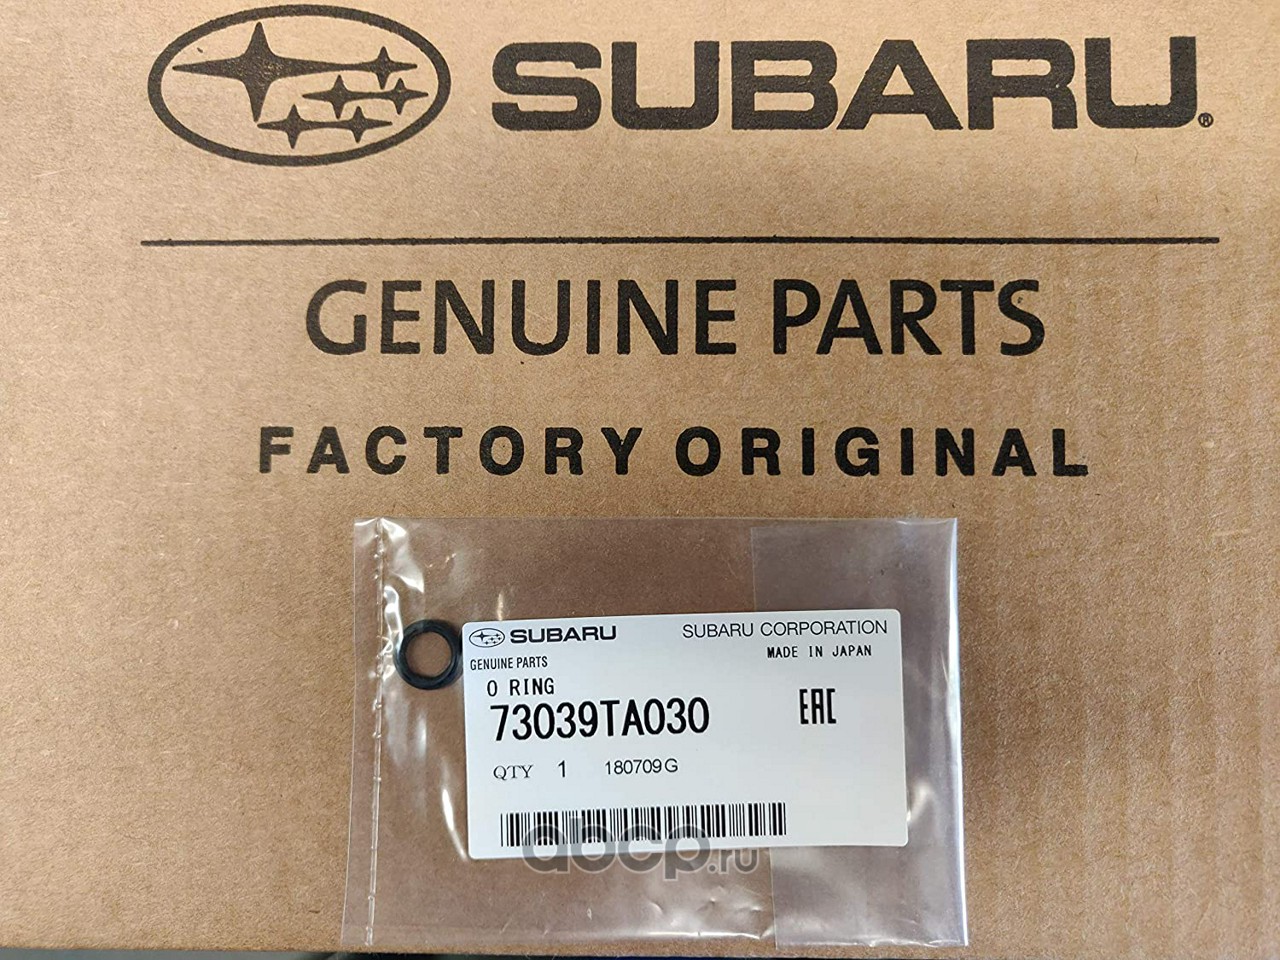 SUBARU®
GENUINE PARTS
FACTORY ORIGINAL
SUBARU SUBARU CORPORATION
GENUINE PARTS MADE IN JAPAN
O RING
73039TA030 EAC
QTY 1 180709G
abcp.ru